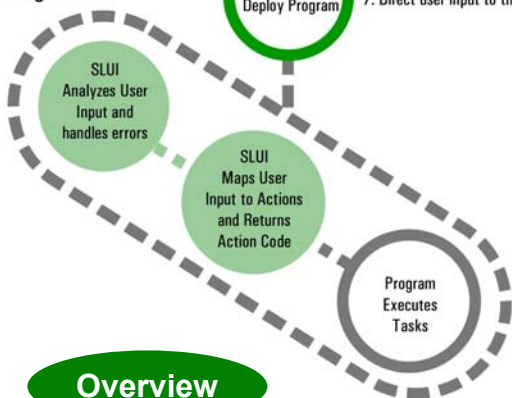 Deploy Program
7. Direct user input to th
SLUI
Analyzes User
Input and
handles errors
SLUI
Maps User
Input to Actions
and Returns
Action Code
Program
Executes
Tasks
Overview